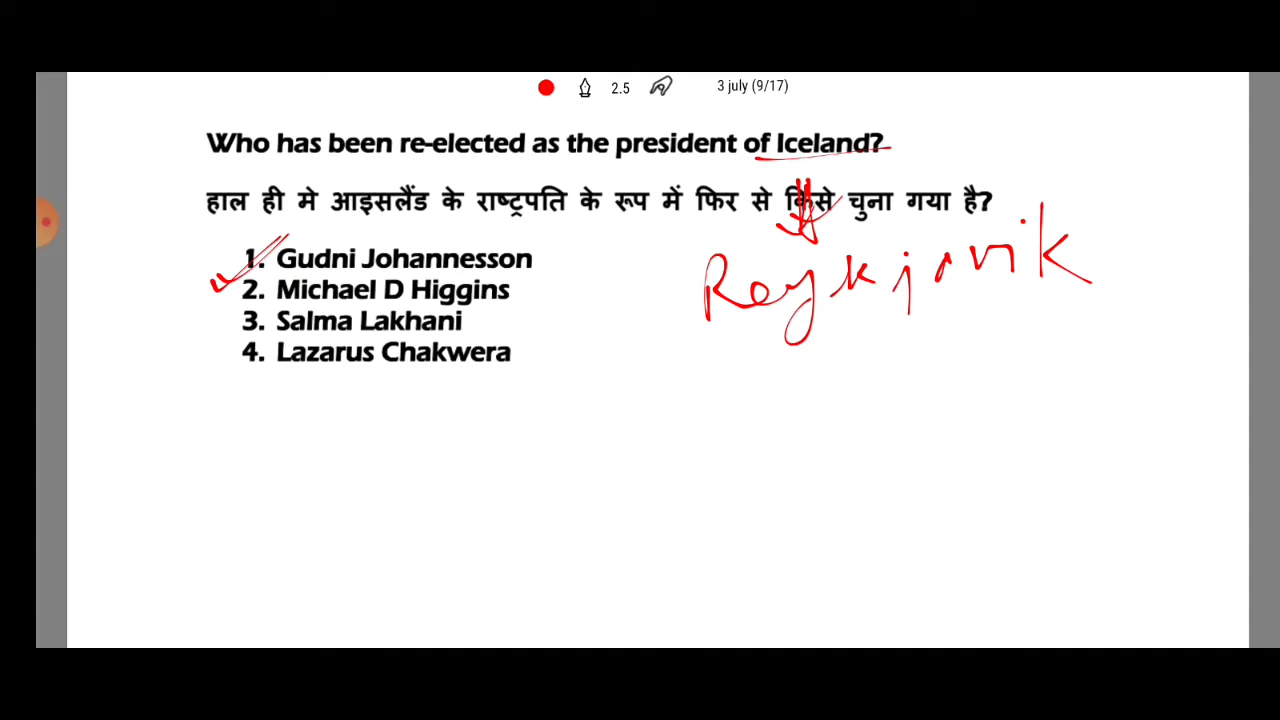 2.5 3 july (9/17)
Who has been re-elected as the president of Iceland?
हाल ही मे आइसलैंड के राष्ट्रपति के रूप में फिर से किसे चुना गया है?
1. Gudni Johannesson
2. Michael D Higgins
3. Salma Lakhani
4. Lazarus Chakwera
Reykjavik